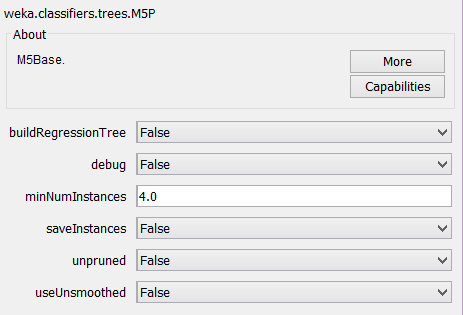 weka.classifiers.trees.M5P
About
M5Base.
More
Capabilities
buildRegressionTree False
debug False
minNumInstances 4.0
saveInstances False
unpruned False
useUnsmoothed False